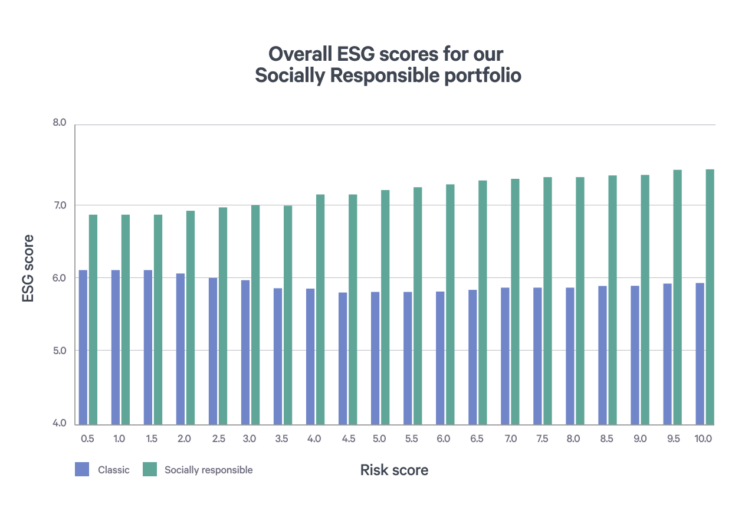 Overall ESG scores for our
Socially Responsible portfolio
8.0
7.0
6.0
5.0
4.0
ESG score
0.5 1.0 1.5 2.0 2.5 3.0 3.5 4.0 4.5 5.0 5.5 6.0 6.5 7.0 7.5 8.0 8.5 9.0 9.5 10.0
Classic Socially responsible
Risk score